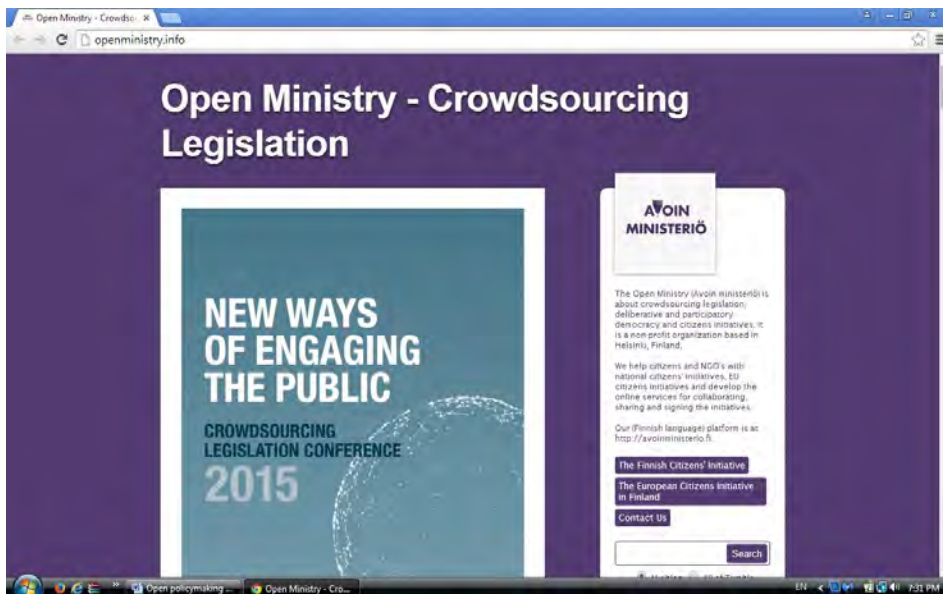 Open Ministry - Crowdso
openministry.info
Open Ministry - Crowdsourcing
Legislation
NEW WAYS
OF ENGAGING
THE PUBLIC
CROWDSOURCING
LEGISLATION CONFERENCE
2015
AVOIN
MINISTERIÖ
The Open Ministry (Avoin ministeriö) is
about crowdsourcing legislation,
deliberative and participatory
democracy and citizens initiatives. It
is a non profit organization based in
Helsinki, Finland.
We help citizens and NGO's with
national citizens' initiatives, EU
citizens initiatives and develop the
online services for collaborating,
sharing and signing the initiatives.
Our (Finnish language) platform is at
http://avoinministerio.fi.
The Finnish Citizens' Initiative
The European Citizens Initiative
in Finland
Contact Us
Search
Open policymaking ...
Open Ministry - Cro...
EN
7:31 PM